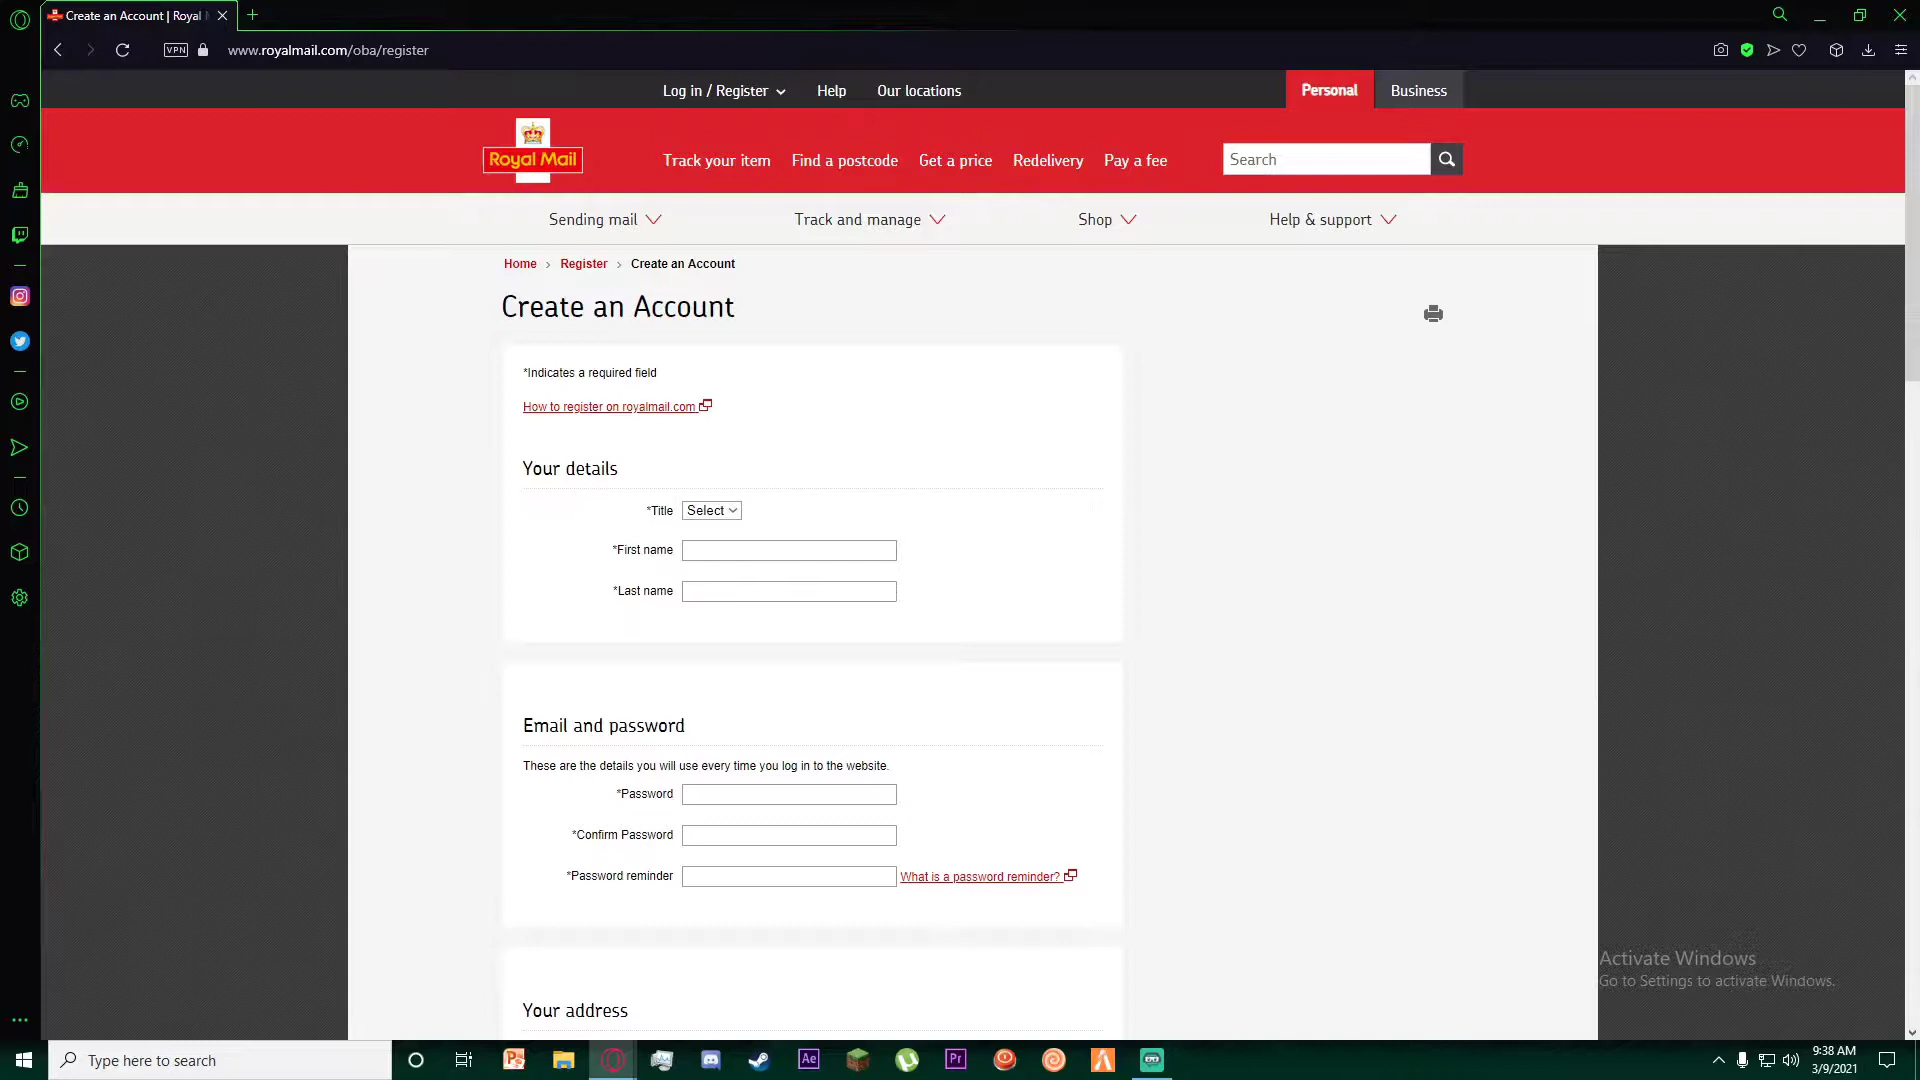 Create an Account | Royal
VPN
www.royalmail.com/oba/register
Log in / Register
Help
Our locations
Personal
Business
Royal Mail
Track your item
Find a postcode
Get a price
Redelivery
Pay a fee
Search
Sending mail
Track and manage
Shop
Help & support
Home › Register › Create an Account
Create an Account
*Indicates a required field
How to register on royalmail.com
Your details
*Title
Select
*First name
*Last name
Email and password
These are the details you will use every time you log in to the website.
*Password
*Confirm Password
*Password reminder
What is a password reminder?
Your address
Activate Windows
Go to Settings to activate Windows.
Type here to search
Ae
Pr
9:38 AM
3/9/2021